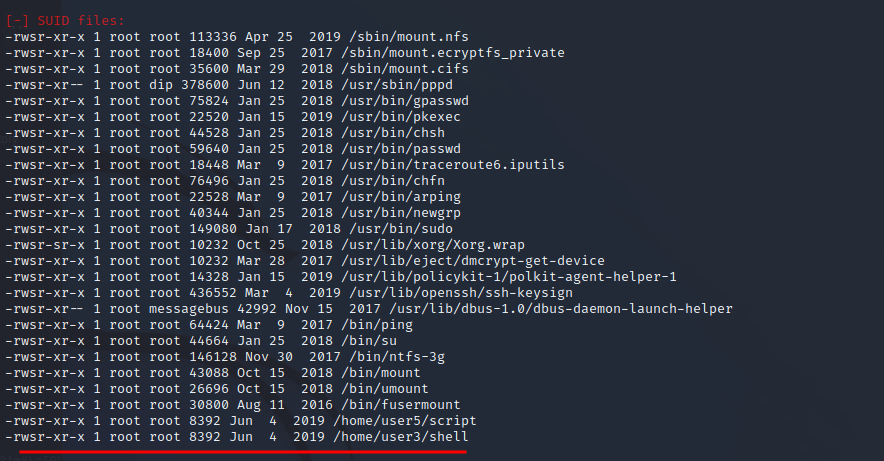 [-] SUID files:
-rwsr-xr-x 1 root root 113336 Apr 25  2019 /sbin/mount.nfs
-rwsr-xr-x 1 root root 18400 Sep 25  2017 /sbin/mount.ecryptfs_private
-rwsr-xr-x 1 root root 35600 Mar 29  2018 /sbin/mount.cifs
-rwsr-xr-- 1 root dip 378600 Jun 12  2018 /usr/sbin/pppd
-rwsr-xr-x 1 root root 75824 Jan 25  2018 /usr/bin/gpasswd
-rwsr-xr-x 1 root root 22520 Jan 15  2019 /usr/bin/pkexec
-rwsr-xr-x 1 root root 44528 Jan 25  2018 /usr/bin/chsh
-rwsr-xr-x 1 root root 59640 Jan 25  2018 /usr/bin/passwd
-rwsr-xr-x 1 root root 18448 Mar  9  2017 /usr/bin/traceroute6.iputils
-rwsr-xr-x 1 root root 76496 Jan 25  2018 /usr/bin/chfn
-rwsr-xr-x 1 root root 22528 Mar  9  2017 /usr/bin/arping
-rwsr-xr-x 1 root root 40344 Jan 25  2018 /usr/bin/newgrp
-rwsr-xr-x 1 root root 149080 Jan 17  2018 /usr/bin/sudo
-rwsr-sr-x 1 root root 10232 Oct 25  2018 /usr/lib/xorg/Xorg.wrap
-rwsr-xr-x 1 root root 10232 Mar 28  2017 /usr/lib/eject/dmcrypt-get-device
-rwsr-xr-x 1 root root 14328 Jan 15  2019 /usr/lib/policykit-1/polkit-agent-helper-1
-rwsr-xr-x 1 root root 436552 Mar  4  2019 /usr/lib/openssh/ssh-keysign
-rwsr-xr-- 1 root messagebus 42992 Nov 15  2017 /usr/lib/dbus-1.0/dbus-daemon-launch-helper
-rwsr-xr-x 1 root root 64424 Mar  9  2017 /bin/ping
-rwsr-xr-x 1 root root 44664 Jan 25  2018 /bin/su
-rwsr-xr-x 1 root root 146128 Nov 30  2017 /bin/ntfs-3g
-rwsr-xr-x 1 root root 43088 Oct 15  2018 /bin/mount
-rwsr-xr-x 1 root root 26696 Oct 15  2018 /bin/umount
-rwsr-xr-x 1 root root 30800 Aug 11  2016 /bin/fusermount
-rwsr-xr-x 1 root root 8392 Jun  4  2019 /home/user5/script
-rwsr-xr-x 1 root root 8392 Jun  4  2019 /home/user3/shell